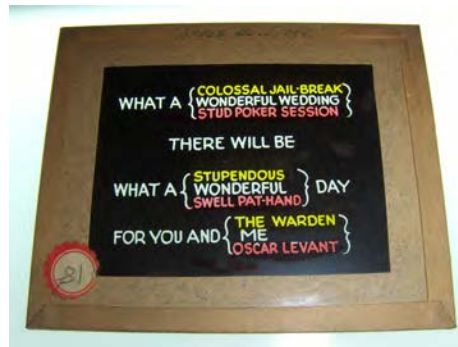 WHAT A { COLOSSAL JAIL-BREAK }
WONDERFUL WEDDING
STUD POKER SESSION
THERE WILL BE
WHAT A { STUPENDOUS } DAY
WONDERFUL
SWELL PAT-HAND
FOR YOU AND { THE WARDEN }
ME
OSCAR LEVANT